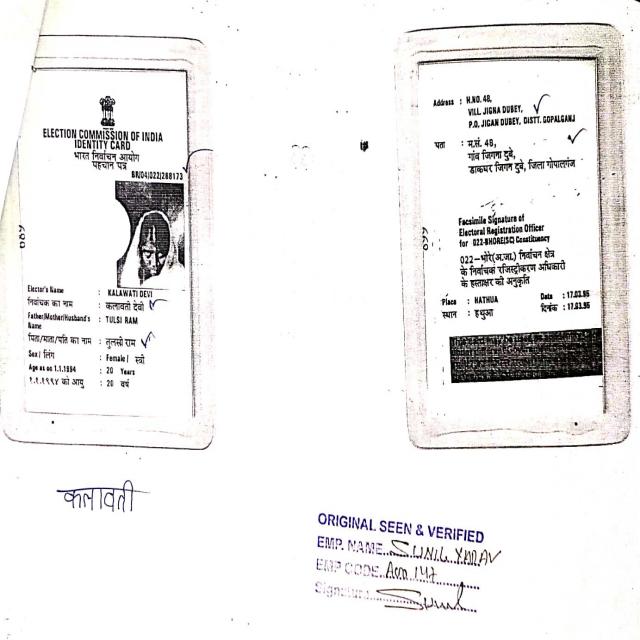 ELECTION COMMISSION OF INDIA
IDENTITY CARD
भारत निर्वाचन आयोग
पहचान पत्र
BR/04/022/288173
Elector's Name : KALAWATI DEVI
निर्वाचक का नाम : कलावती देवी
Father/Mother/Husband's Name : TULSI RAM
पिता/माता/पति का नाम : तुलसी राम
Sex / लिंग : Female / स्त्री
Age as on 1.1.1994 : 20 Years
१.१.१९९४ को आयु : 20 वर्ष
Address : H.NO. 48,
VILL. JIGNA DUBEY,
P.O. JIGAN DUBEY, DISTT. GOPALGANJ
पता : म.सं. 48,
गांव जिगना दुबे,
डाकघर जिगन दुबे, जिला गोपालगंज
Facsimile Signature of
Electoral Registration Officer
for 022-BHORE(SC) Constituency
022-भोरे(अ.जा.) निर्वाचन क्षेत्र
के निर्वाचक रजिस्ट्रीकरण अधिकारी
के हस्ताक्षर की अनुकृति
Place : HATHUA Date : 17.03.95
स्थान : हथुआ दिनांक : 17.03.95
कलावती
ORIGINAL SEEN & VERIFIED
EMP. NAME. SUNIL YADAV
EMP CODE.
Signature